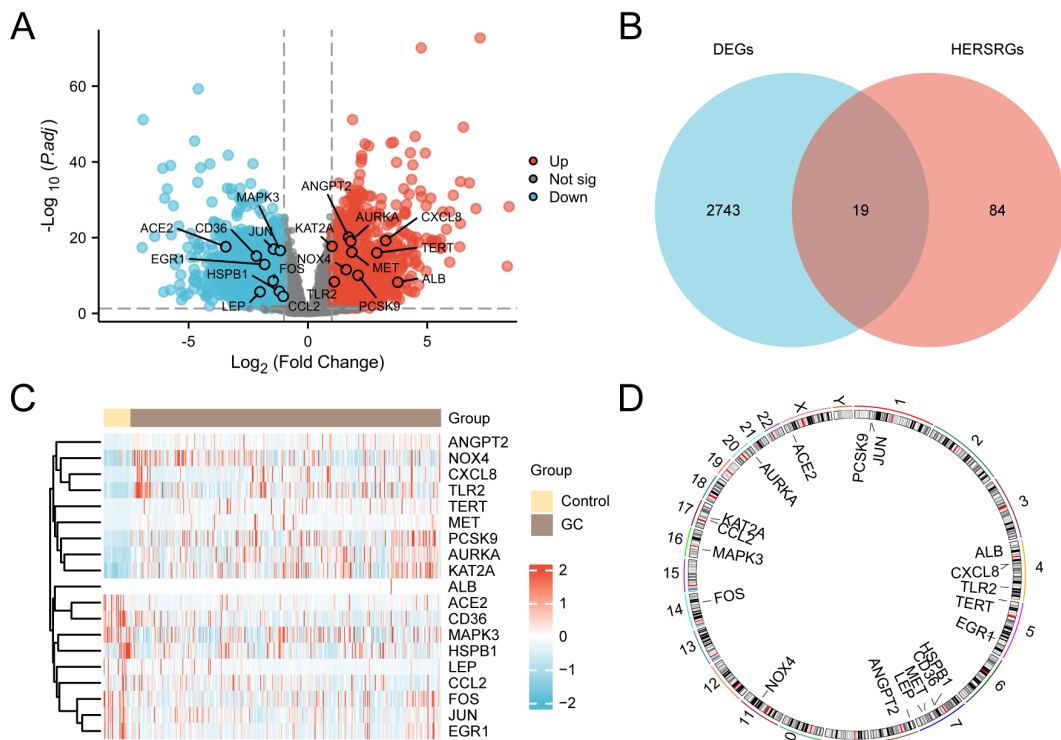 A
-Log 10 (P.adj)
60
40
20
0
-5
0
5
Log2 (Fold Change)
ANGPT2
MAPK3
ACE2
CD36
JUN
KAT2A
AURKA
CXCL8
EGR1
FOS
NOX4
MET
TERT
HSPB1
TLR2
ALB
LEP
CCL2
PCSK9
Up
Not sig
Down
B
DEGs
HERSRGs
2743
19
84
C
Group
ANGPT2
NOX4
CXCL8
TLR2
TERT
MET
PCSK9
AURKA
KAT2A
ALB
ACE2
CD36
MAPK3
HSPB1
LEP
CCL2
FOS
JUN
EGR1
Group
Control
GC
2
1
0
−1
−2
D
1
2
3
4
5
6
7
0
11
12
13
14
15
16
17
18
19
20
21
22
X
Y
PCSK9
JUN
ALB
CXCL8
TLR2
TERT
EGR1
HSPB1
CD36
MET
LEP
ANGPT2
NOX4
FOS
MAPK3
CCL2
KAT2A
AURKA
ACE2